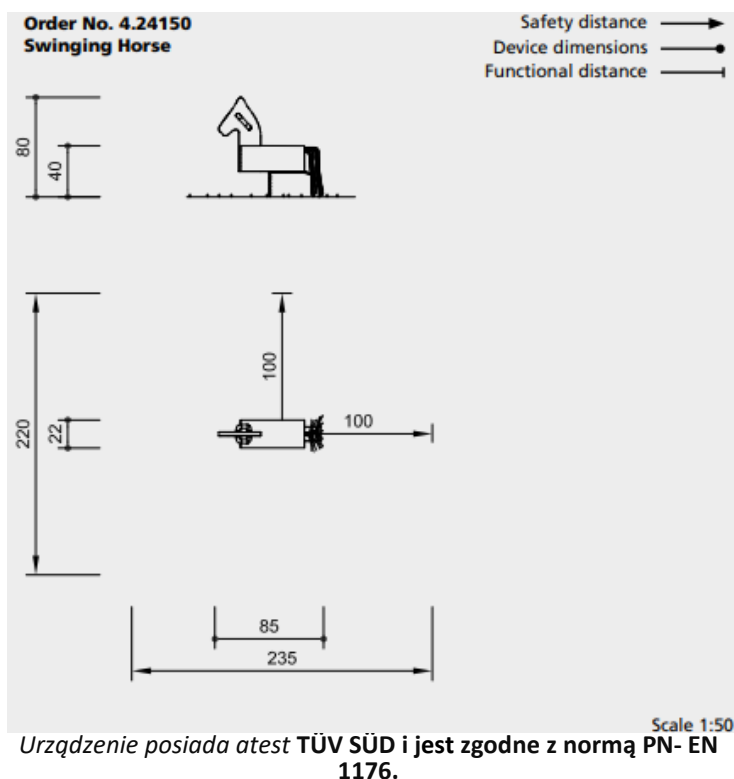 Order No. 4.24150
Swinging Horse
Safety distance
Device dimensions
Functional distance
80
40
100
220
22
100
85
235
Scale 1:50
Urządzenie posiada atest TÜV SÜD i jest zgodne z normą PN- EN
1176.